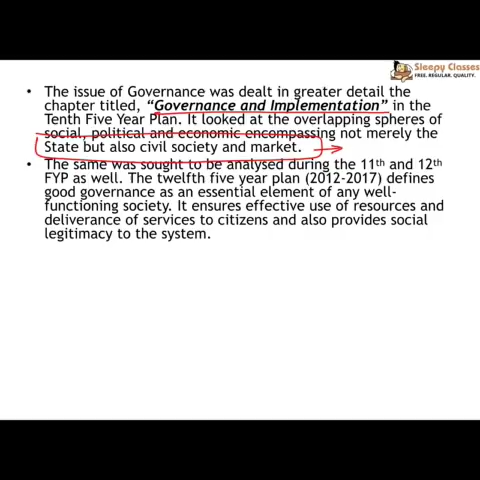 Sleepy Classes
FREE. REGULAR. QUALITY.
• The issue of Governance was dealt in greater detail the
chapter titled, “Governance and Implementation” in the
Tenth Five Year Plan. It looked at the overlapping spheres of
social, political and economic encompassing not merely the
State but also civil society and market.
• The same was sought to be analysed during the 11th and 12th
FYP as well. The twelfth five year plan (2012-2017) defines
good governance as an essential element of any well-
functioning society. It ensures effective use of resources and
deliverance of services to citizens and also provides social
legitimacy to the system.